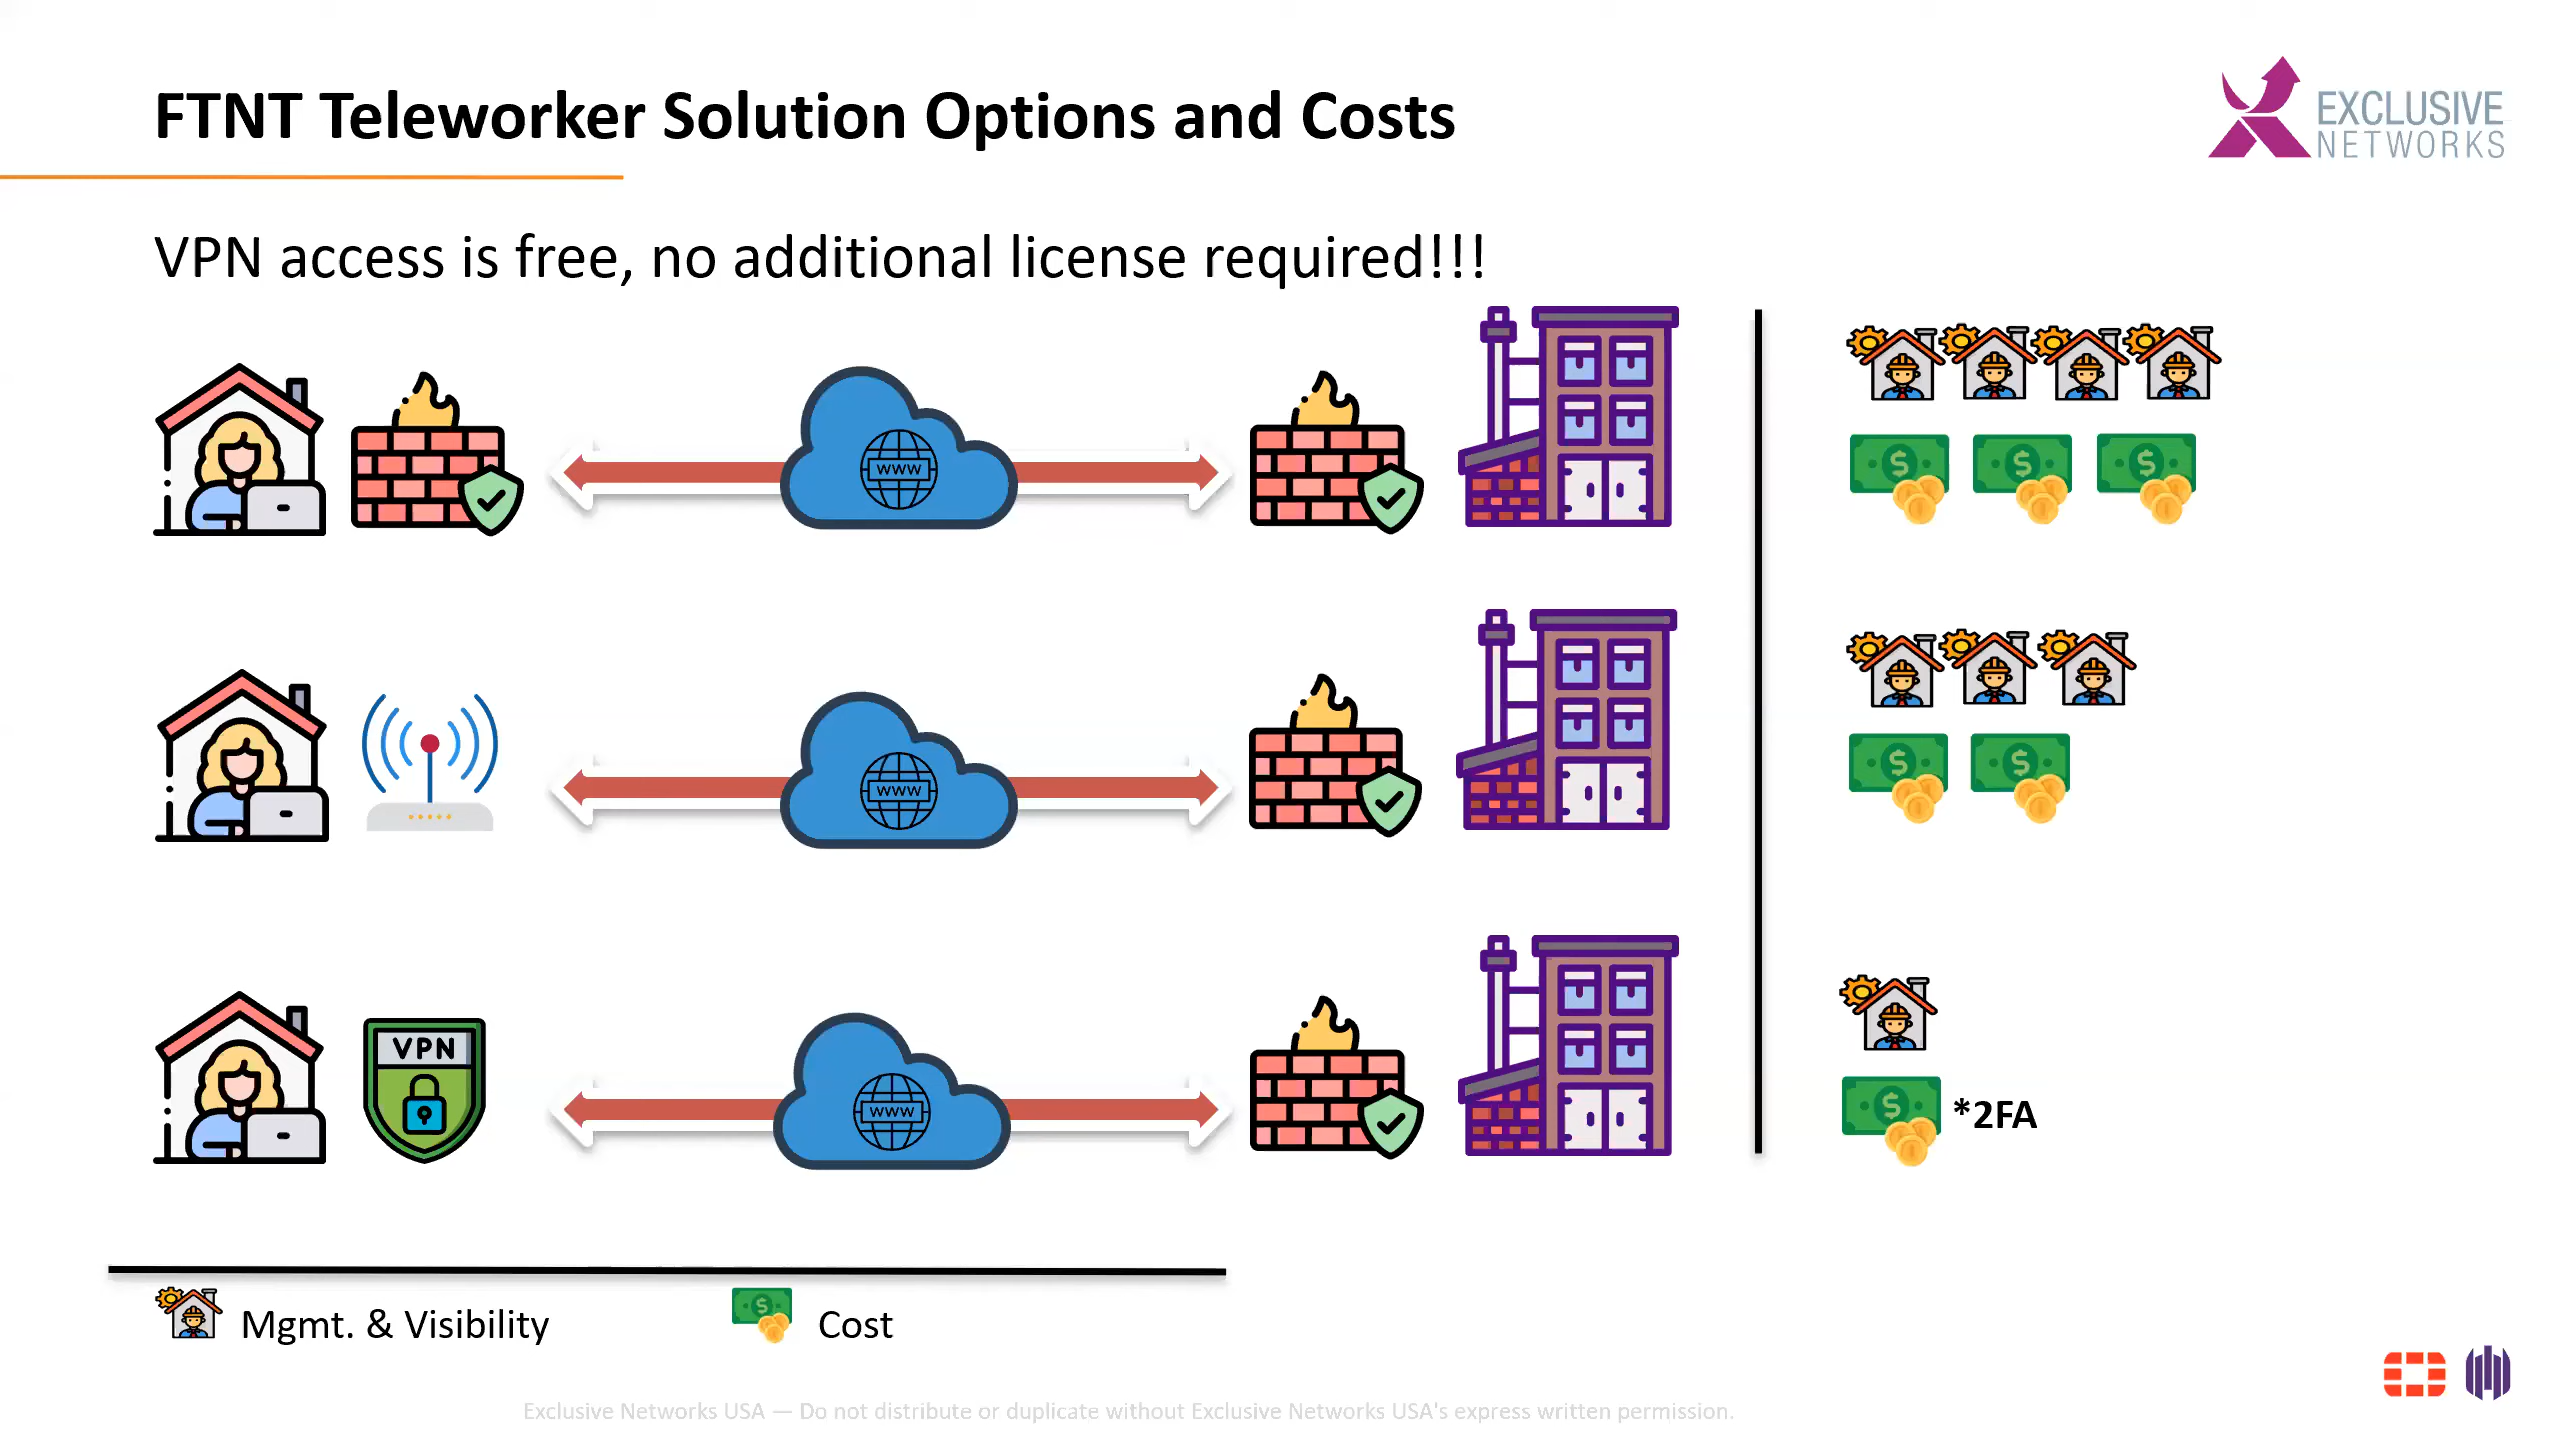 FTNT Teleworker Solution Options and Costs
EXCLUSIVE
NETWORKS
VPN access is free, no additional license required!!!
www
www
VPN
www
*2FA
Mgmt. & Visibility
Cost
Exclusive Networks USA — Do not distribute or duplicate without Exclusive Networks USA's express written permission.